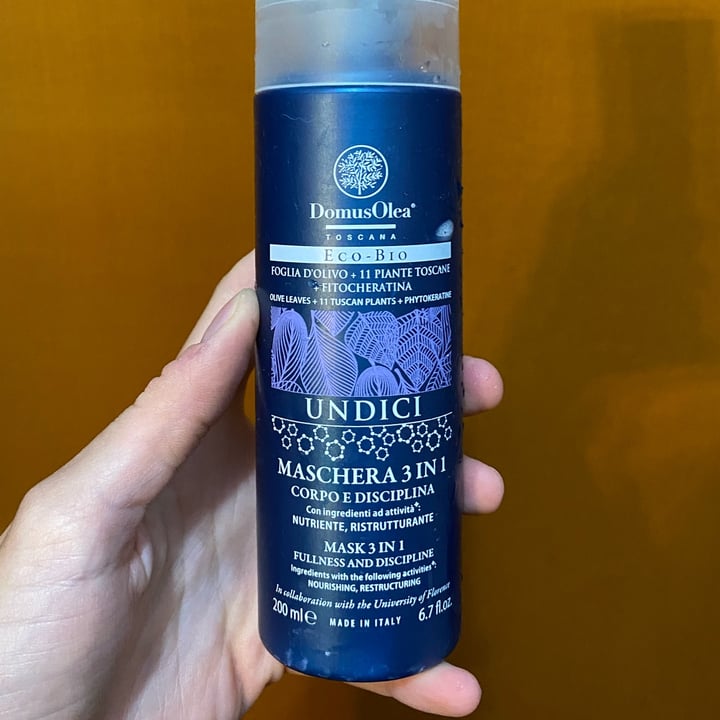 DomusOlea®
TOSCANA
ECO-BIO
FOGLIA D'OLIVO + 11 PIANTE TOSCANE
+ FITOCHERATINA
OLIVE LEAVES + 11 TUSCAN PLANTS + PHYTOKERATINE
UNDICI
MASCHERA 3 IN 1
CORPO E DISCIPLINA
Con ingredienti ad attività*:
NUTRIENTE, RISTRUTTURANTE
MASK 3 IN 1
FULLNESS AND DISCIPLINE
Ingredients with the following activities*:
NOURISHING, RESTRUCTURING
In collaboration with the University of Florence
200 ml ℮ MADE IN ITALY 6.7 fl.oz.